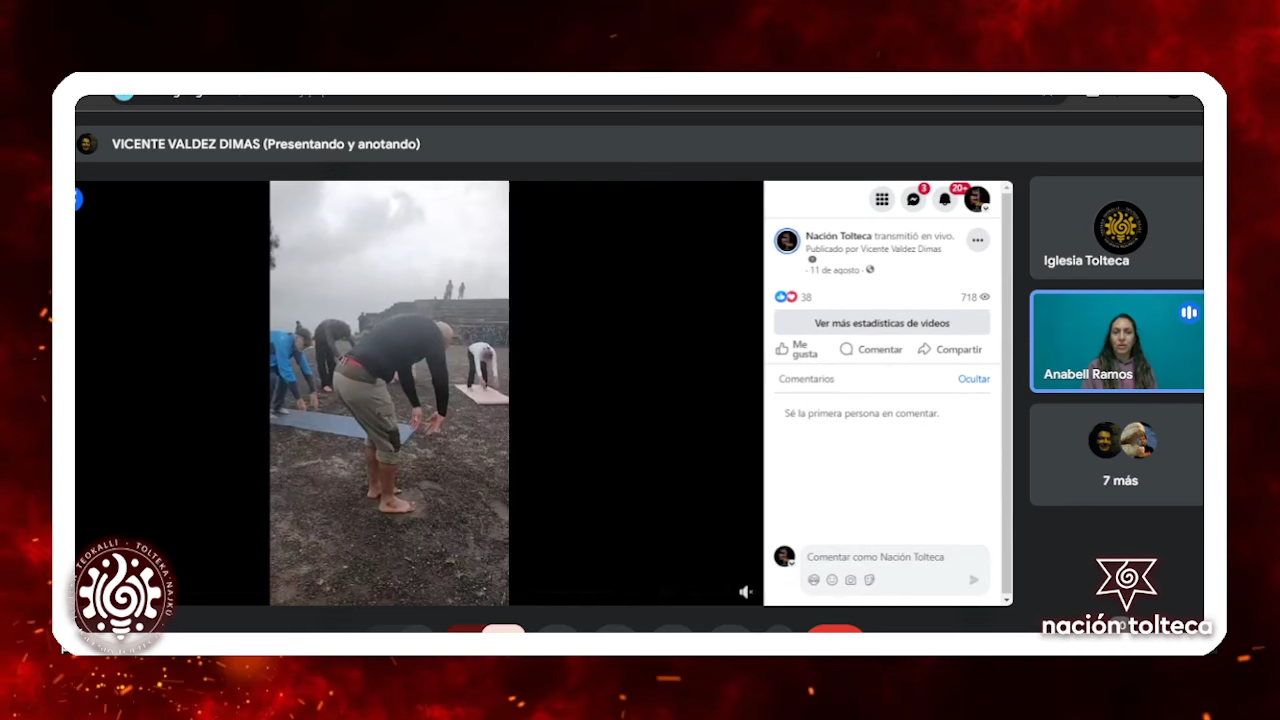 VICENTE VALDEZ DIMAS (Presentando y anotando)
3
20+
Nación Tolteca transmitió en vivo.
Publicado por Vicente Valdez Dimas
· 11 de agosto ·
38
718
Ver más estadísticas de videos
Me gusta
Comentar
Compartir
Comentarios
Ocultar
Sé la primera persona en comentar.
Comentar como Nación Tolteca
Iglesia Tolteca
Anabell Ramos
7 más
TEOKALLI · TOLTEKA
nación tolteca